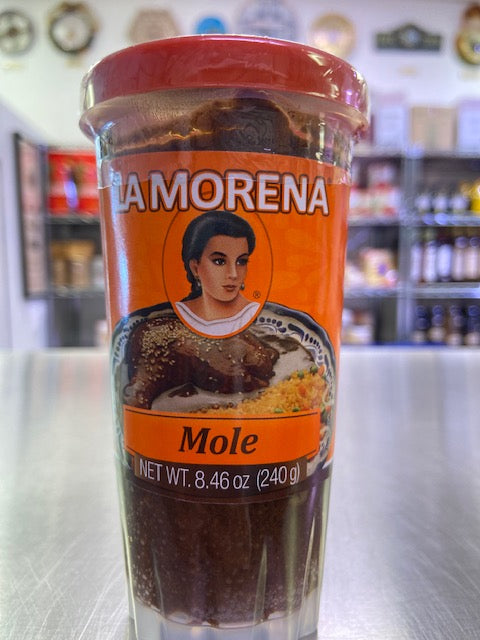 LA MORENA
®
Mole
NET WT. 8.46 oz (240 g)